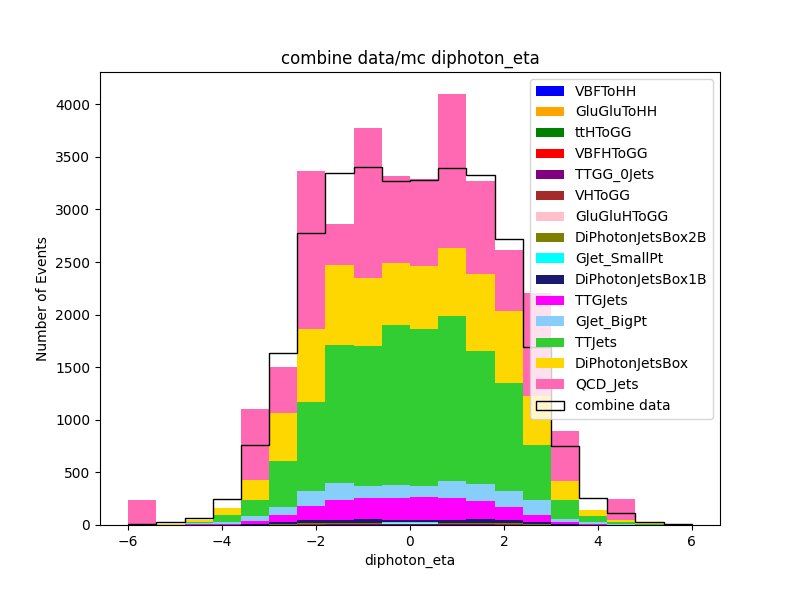 combine data/mc diphoton_eta
4000
3500
3000
2500
2000
1500
1000
500
0
Number of Events
−6
−4
−2
0
2
4
6
diphoton_eta
VBFToHH
GluGluToHH
ttHToGG
VBFHToGG
TTGG_0Jets
VHToGG
GluGluHToGG
DiPhotonJetsBox2B
GJet_SmallPt
DiPhotonJetsBox1B
TTGJets
GJet_BigPt
TTJets
DiPhotonJetsBox
QCD_Jets
combine data